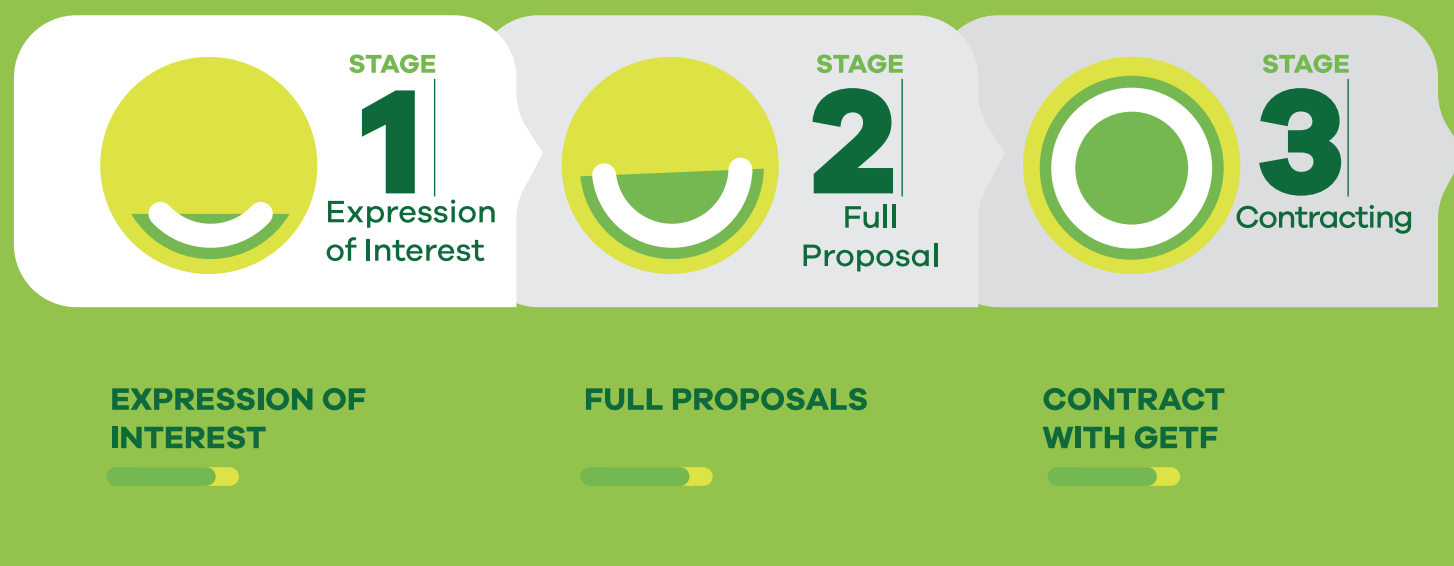 STAGE
1
Expression
of Interest
STAGE
2
Full
Proposal
STAGE
3
Contracting
EXPRESSION OF
INTEREST
FULL PROPOSALS
CONTRACT
WITH GETF